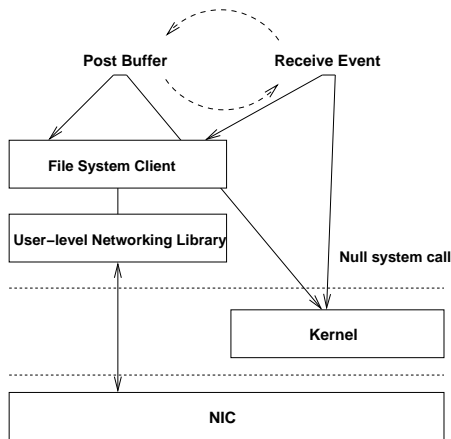 Post Buffer
Receive Event
File System Client
User-level Networking Library
Null system call
Kernel
NIC